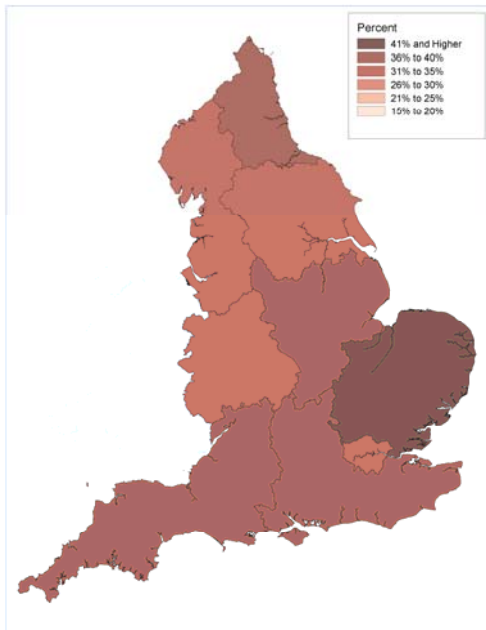 Percent
41% and Higher
36% to 40%
31% to 35%
26% to 30%
21% to 25%
15% to 20%